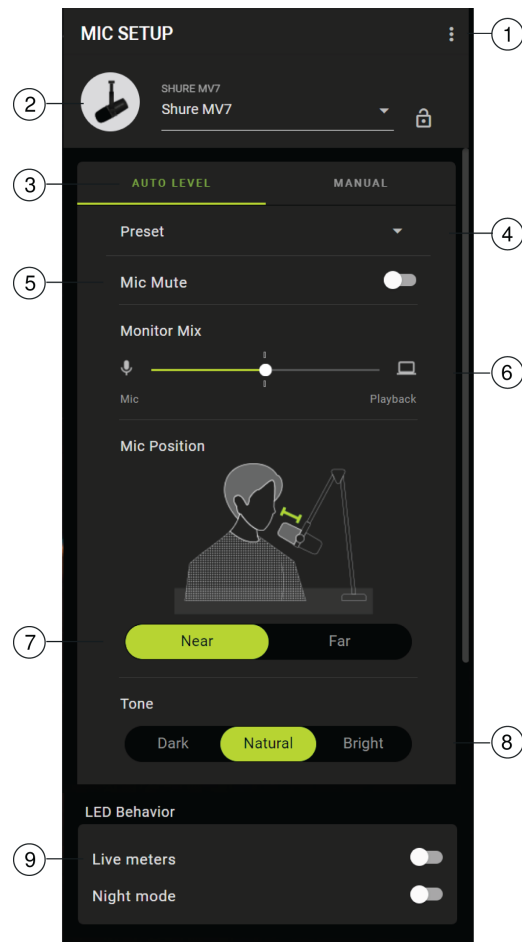 MIC SETUP
1
2
SHURE MV7
Shure MV7
3
AUTO LEVEL MANUAL
Preset
4
5
Mic Mute
Monitor Mix
6
Mic Playback
Mic Position
7
Near Far
Tone
Dark Natural Bright
8
LED Behavior
9
Live meters
Night mode